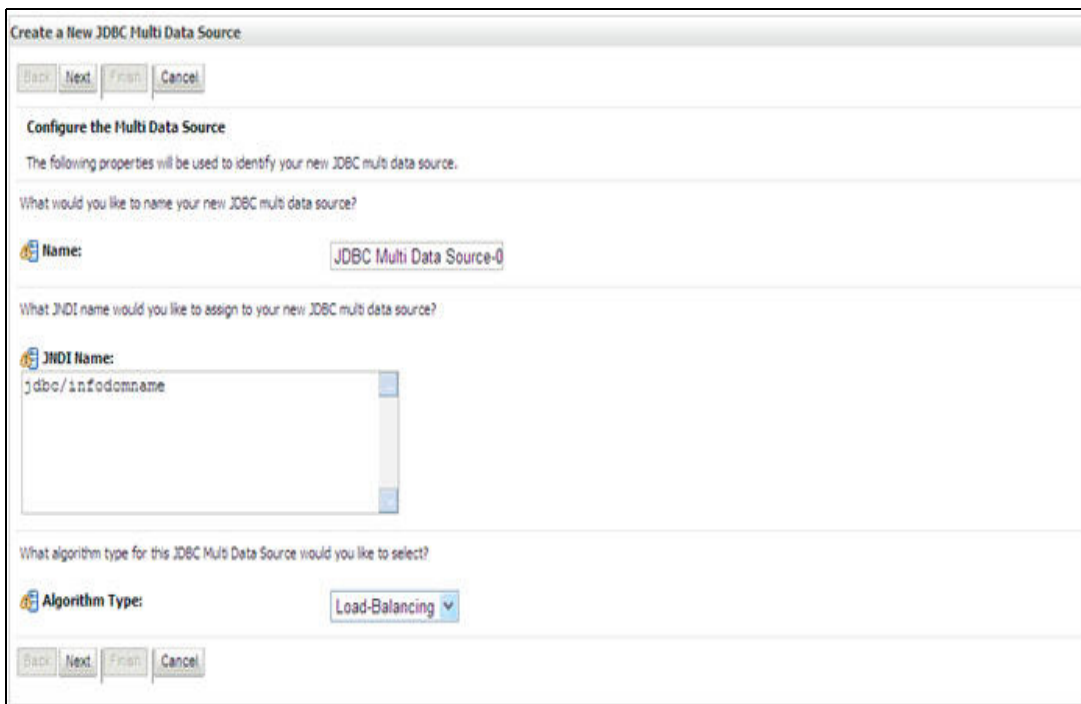 Create a New JDBC Multi Data Source
Back Next Finish Cancel
Configure the Multi Data Source
The following properties will be used to identify your new JDBC multi data source.
What would you like to name your new JDBC multi data source?
Name: JDBC Multi Data Source-0
What JNDI name would you like to assign to your new JDBC multi data source?
JNDI Name:
jdbc/infodomname
What algorithm type for this JDBC Multi Data Source would you like to select?
Algorithm Type: Load-Balancing
Back Next Finish Cancel